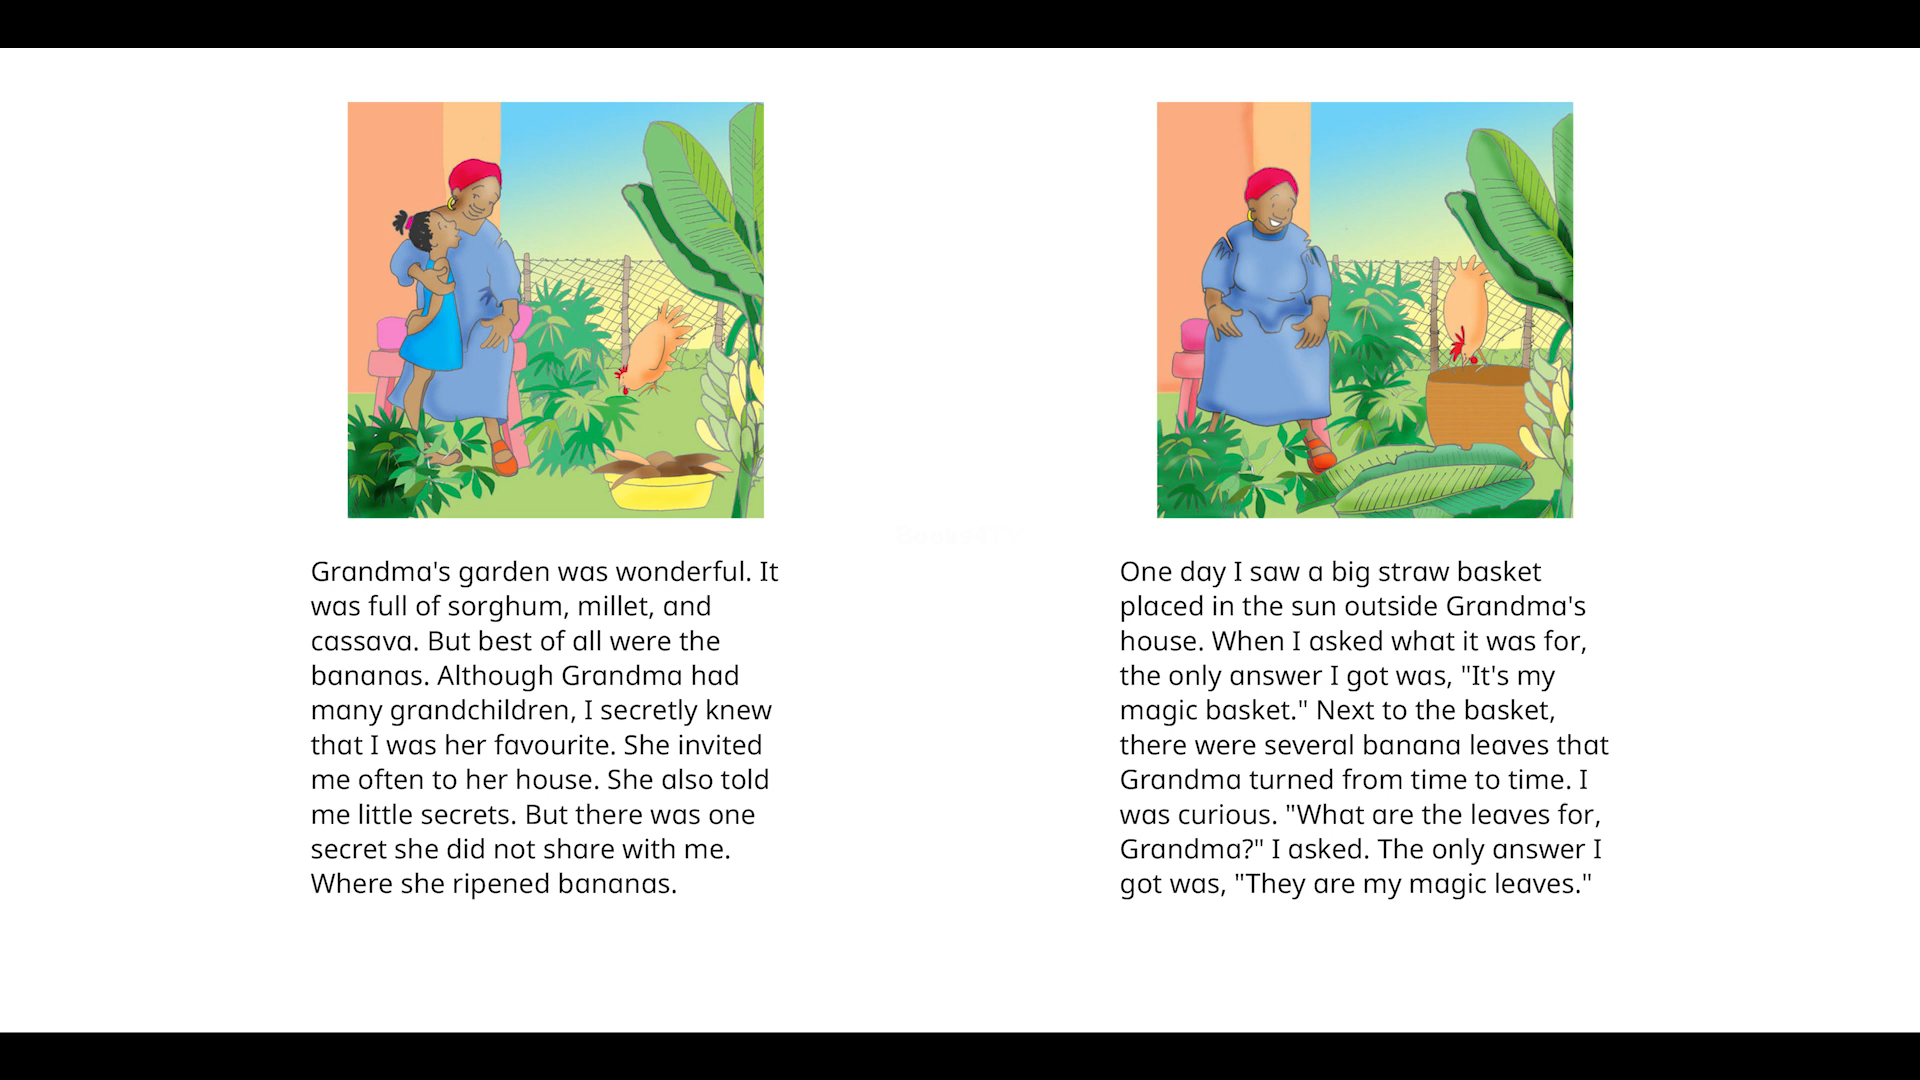 Grandma's garden was wonderful. It
was full of sorghum, millet, and
cassava. But best of all were the
bananas. Although Grandma had
many grandchildren, I secretly knew
that I was her favourite. She invited
me often to her house. She also told
me little secrets. But there was one
secret she did not share with me.
Where she ripened bananas.
One day I saw a big straw basket
placed in the sun outside Grandma's
house. When I asked what it was for,
the only answer I got was, "It's my
magic basket." Next to the basket,
there were several banana leaves that
Grandma turned from time to time. I
was curious. "What are the leaves for,
Grandma?" I asked. The only answer I
got was, "They are my magic leaves."